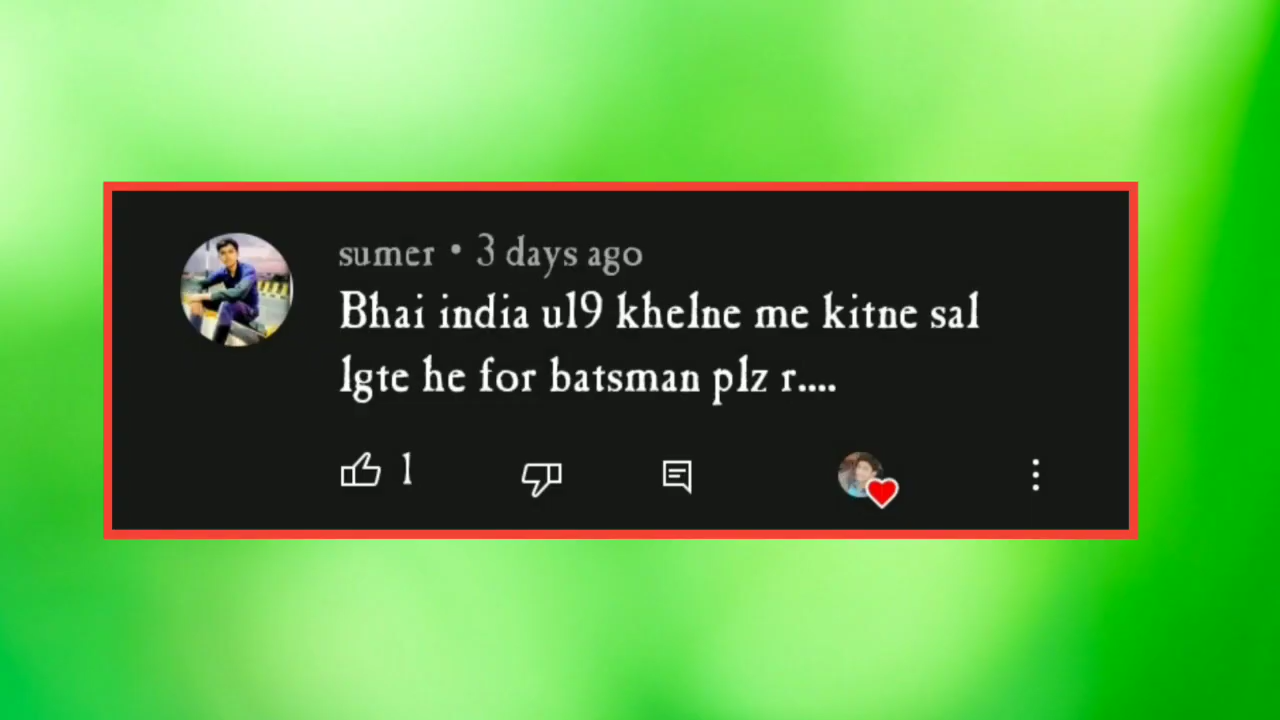 sumer • 3 days ago
Bhai india u19 khelne me kitne sal
lgte he for batsman plz r....
1